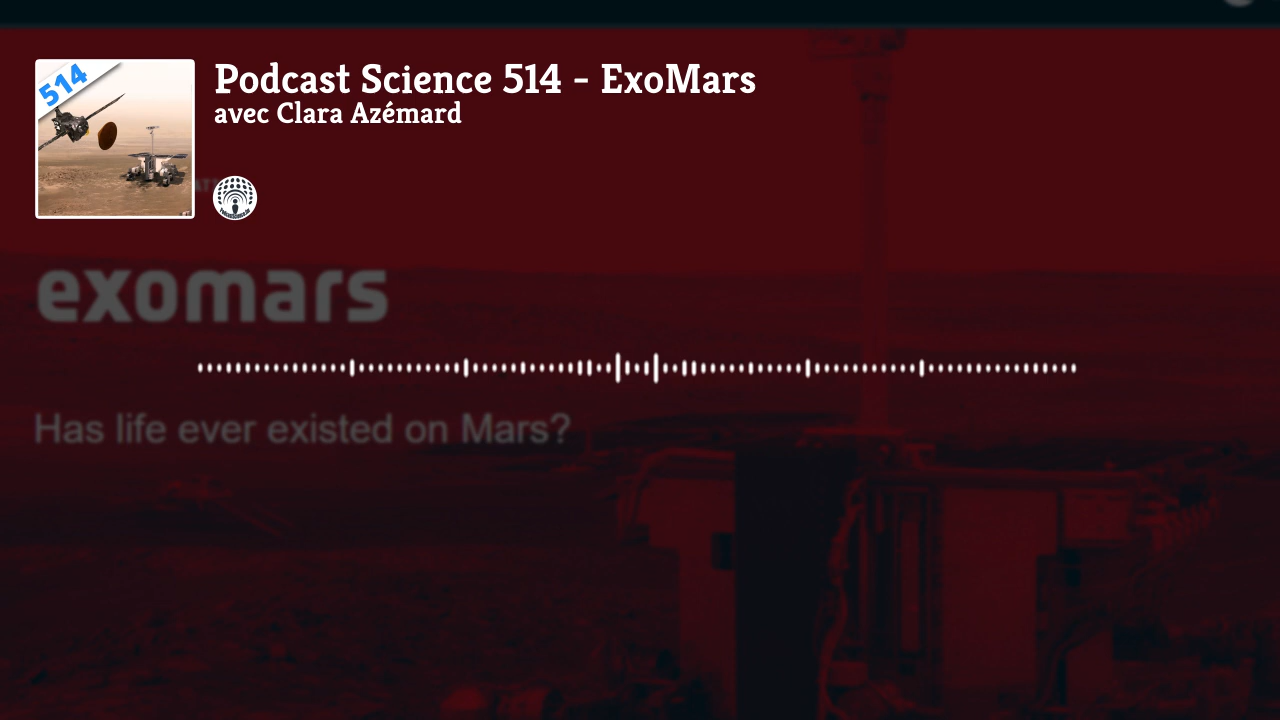 Podcast Science 514 - ExoMars
avec Clara Azémard
514
exomars
Has life ever existed on Mars?